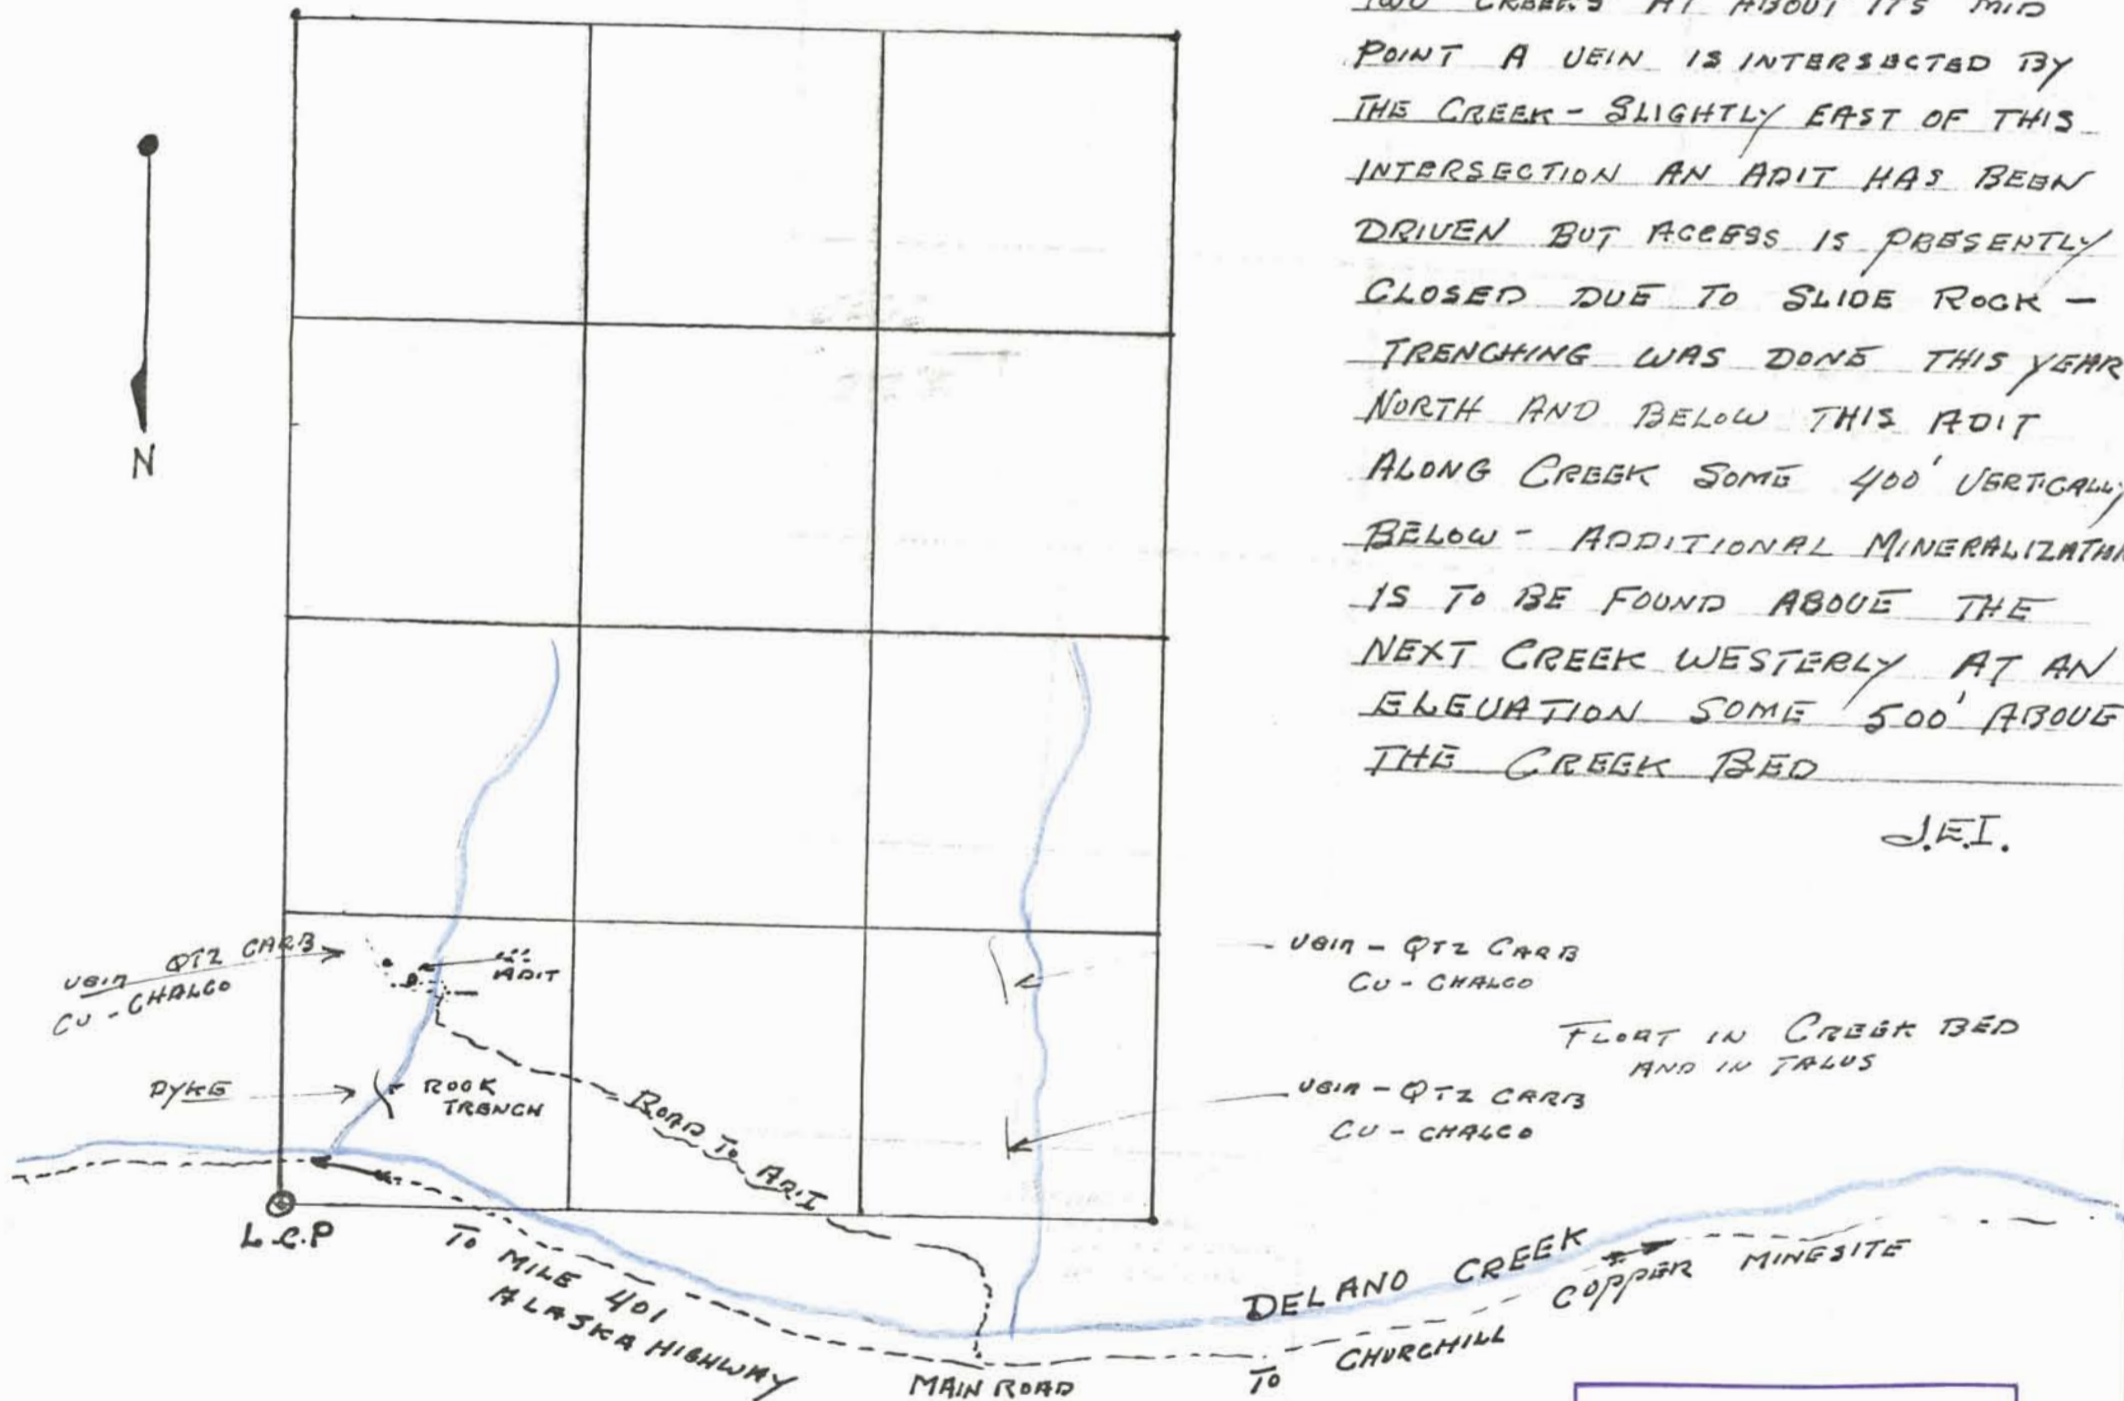 TWO CREEKS AT ABOUT ITS MID
POINT A VEIN IS INTERSECTED BY
THE CREEK - SLIGHTLY EAST OF THIS
INTERSECTION AN ADIT HAS BEEN
DRIVEN BUT ACCESS IS PRESENTLY
CLOSED DUE TO SLIDE ROCK -
TRENCHING WAS DONE THIS YEAR
NORTH AND BELOW THIS ADIT
ALONG CREEK SOME 400' VERTICALLY
BELOW - ADDITIONAL MINERALIZATION
IS TO BE FOUND ABOVE THE
NEXT CREEK WESTERLY AT AN
ELEVATION SOME 500' ABOVE
THE CREEK BED
J.E.I.
N
VEIN QTZ CARB
CU - CHALCO
ADIT
VEIN - QTZ CARB
CU - CHALCO
FLOAT IN CREEK BED
AND IN TALUS
DYKE
ROCK
TRENCH
ROAD TO ADIT
VEIN - QTZ CARB
CU - CHALCO
L.C.P
TO MILE 401
ALASKA HIGHWAY
MAIN ROAD
DELANO CREEK
TO CHURCHILL COPPER MINESITE